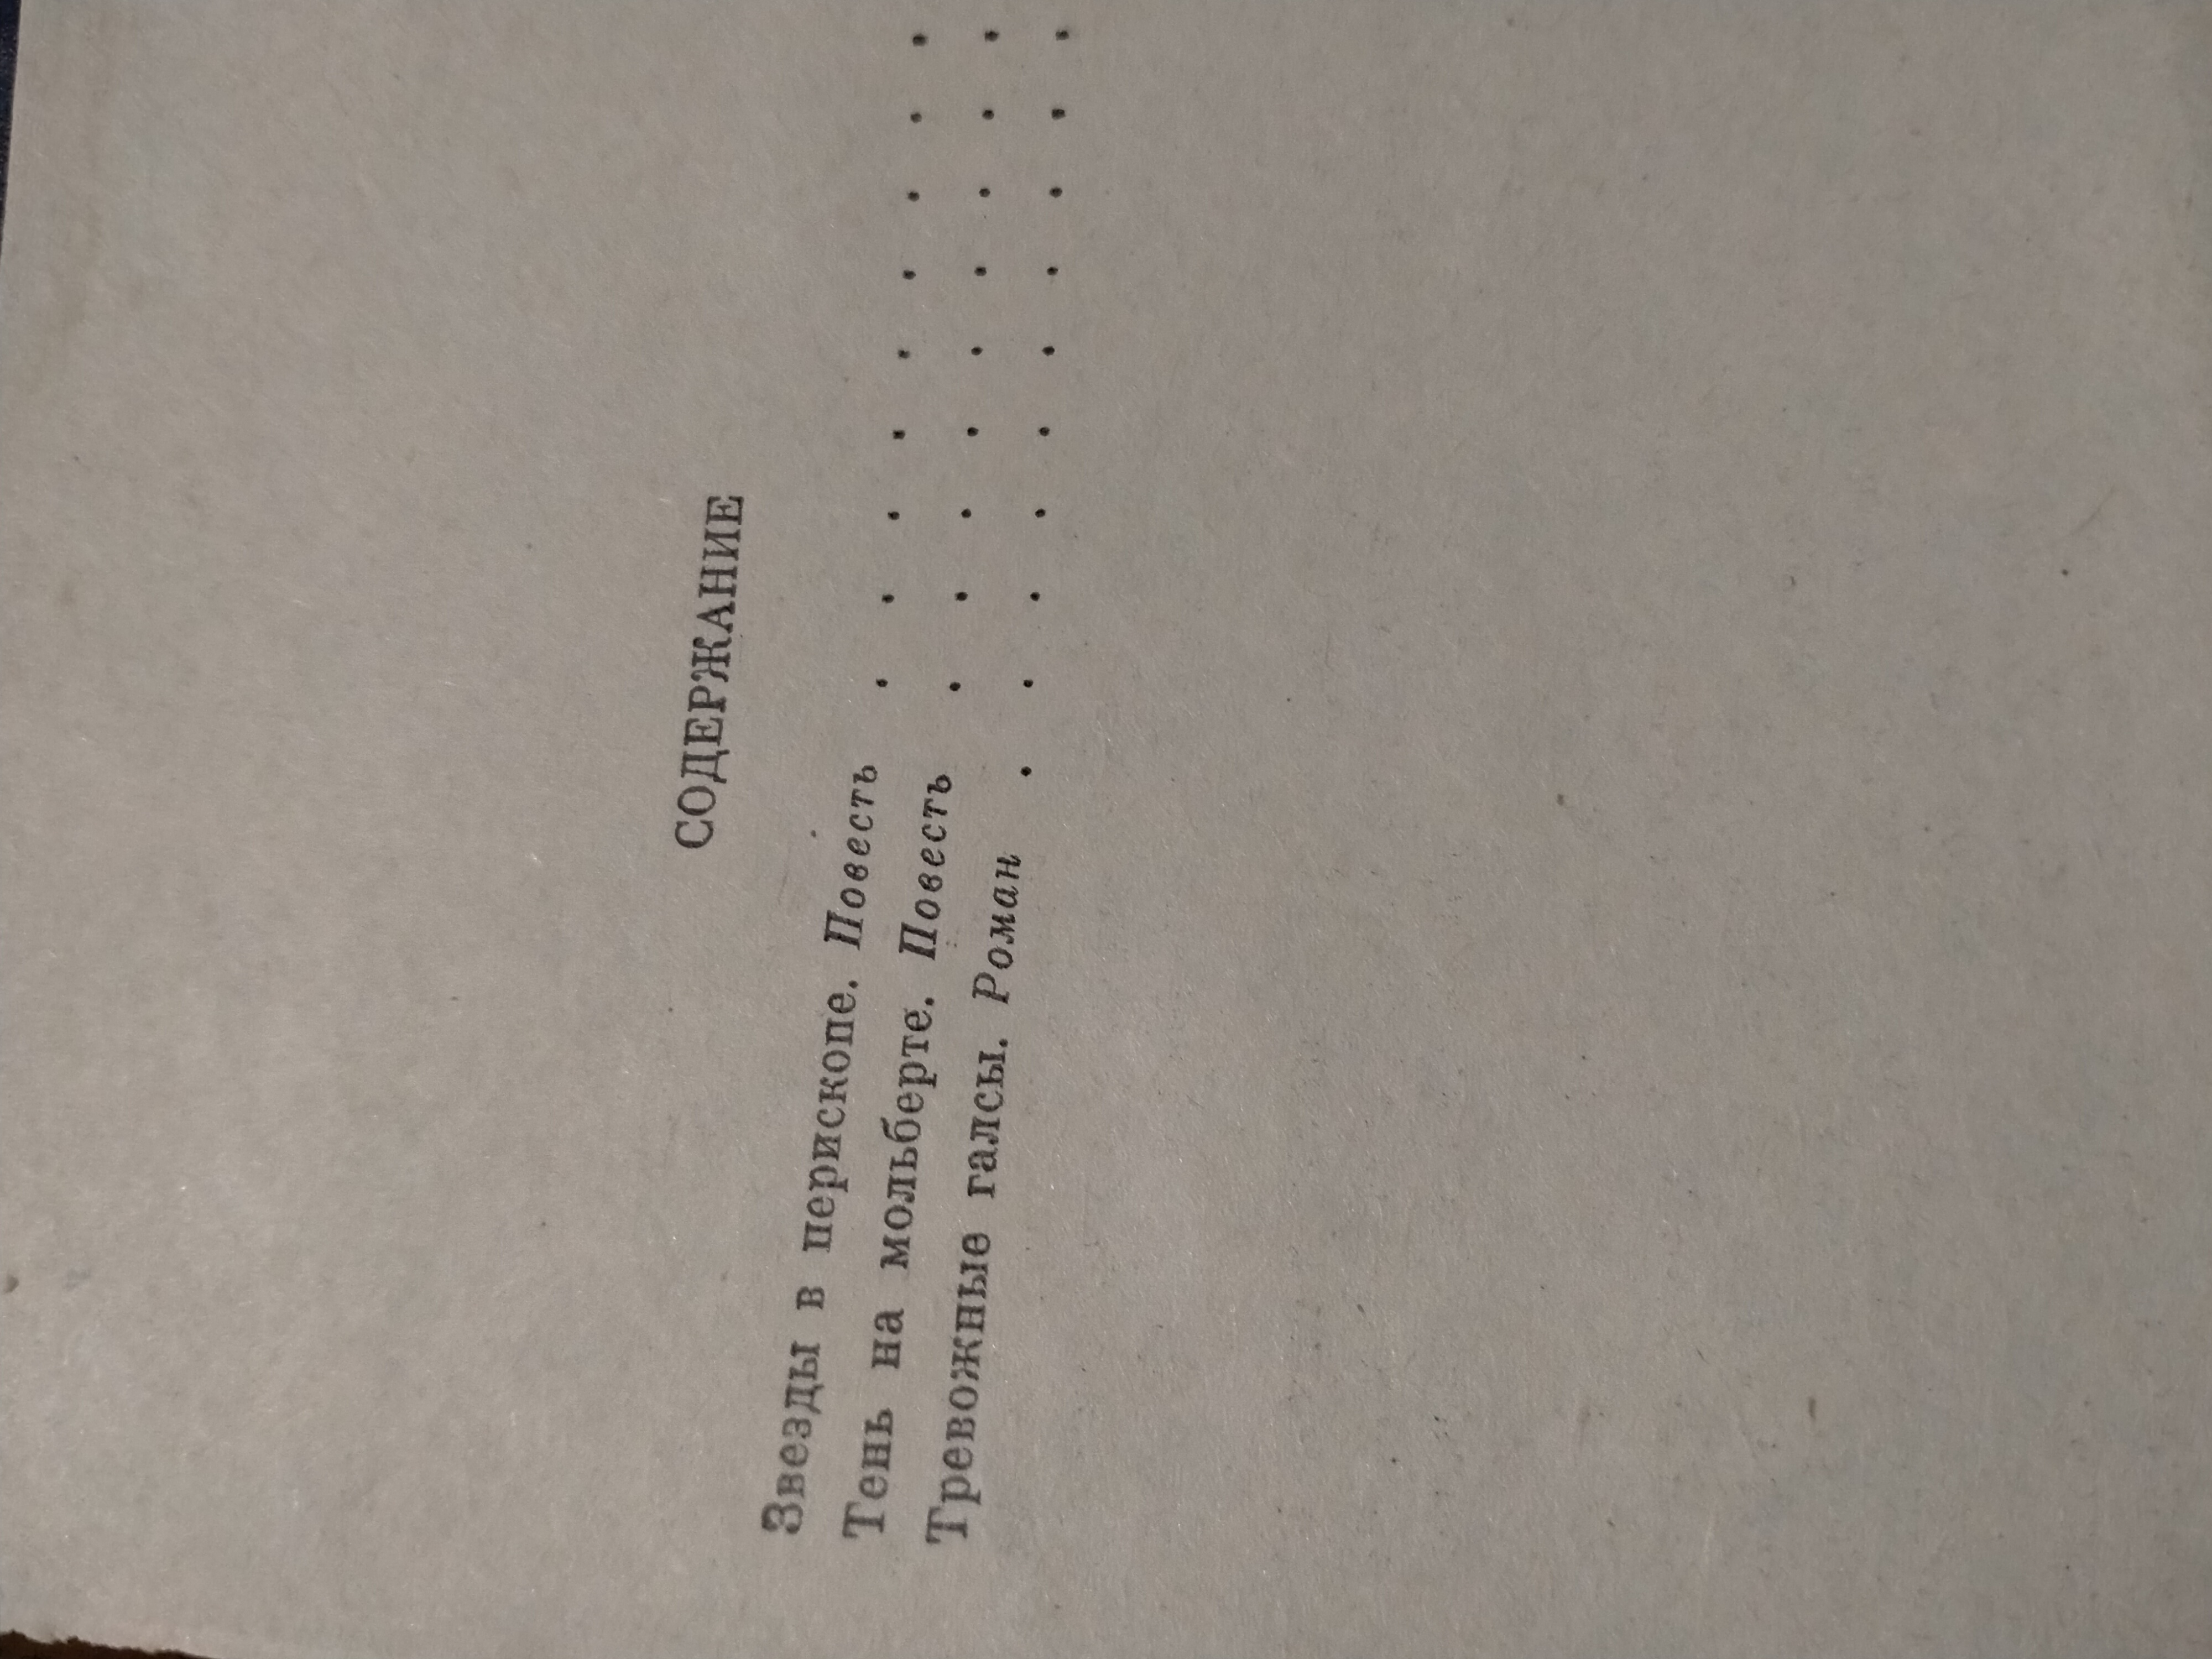 СОДЕРЖАНИЕ
Звезды в перископе. Повесть . . . . . . . . .
Тень на мольберте. Повесть . . . . . . . . .
Тревожные галсы. Роман . . . . . . . . . .